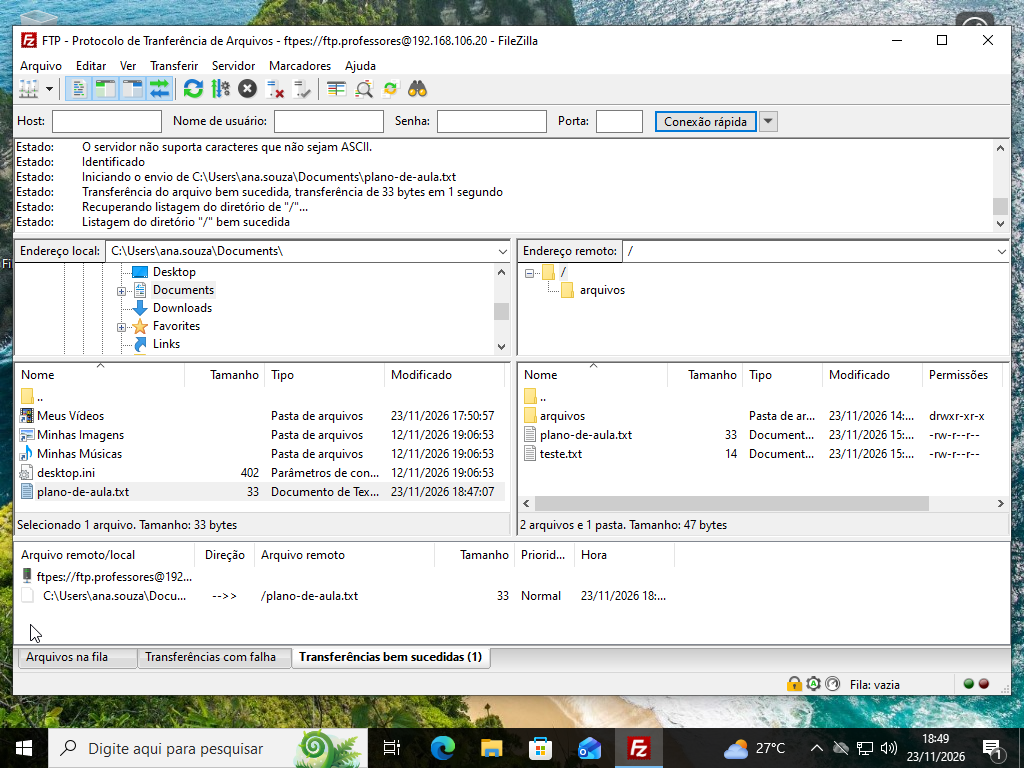 FTP - Protocolo de Tranferência de Arquivos - ftpes://ftp.professores@192.168.106.20 - FileZilla
Arquivo Editar Ver Transferir Servidor Marcadores Ajuda
Host: Nome de usuário: Senha: Porta: Conexão rápida
Estado: O servidor não suporta caracteres que não sejam ASCII.
Estado: Identificado
Estado: Iniciando o envio de C:\Users\ana.souza\Documents\plano-de-aula.txt
Estado: Transferência do arquivo bem sucedida, transferência de 33 bytes em 1 segundo
Estado: Recuperando listagem do diretório de "/"...
Estado: Listagem do diretório "/" bem sucedida
Endereço local: C:\Users\ana.souza\Documents\
Desktop
Documents
Downloads
Favorites
Links
Endereço remoto: /
/
arquivos
Nome Tamanho Tipo Modificado
..
Meus Vídeos Pasta de arquivos 23/11/2026 17:50:57
Minhas Imagens Pasta de arquivos 12/11/2026 19:06:53
Minhas Músicas Pasta de arquivos 12/11/2026 19:06:53
desktop.ini 402 Parâmetros de con... 12/11/2026 19:06:53
plano-de-aula.txt 33 Documento de Tex... 23/11/2026 18:47:07
Selecionado 1 arquivo. Tamanho: 33 bytes
Nome Tamanho Tipo Modificado Permissões
..
arquivos Pasta de ar... 23/11/2026 14:... drwxr-xr-x
plano-de-aula.txt 33 Document... 23/11/2026 15:... -rw-r--r--
teste.txt 14 Document... 23/11/2026 15:... -rw-r--r--
2 arquivos e 1 pasta. Tamanho: 47 bytes
Arquivo remoto/local Direção Arquivo remoto Tamanho Priorid... Hora
ftpes://ftp.professores@192...
C:\Users\ana.souza\Docu... -->> /plano-de-aula.txt 33 Normal 23/11/2026 18:...
Arquivos na fila Transferências com falha Transferências bem sucedidas (1)
Fila: vazia
Digite aqui para pesquisar
27°C
18:49
23/11/2026
1